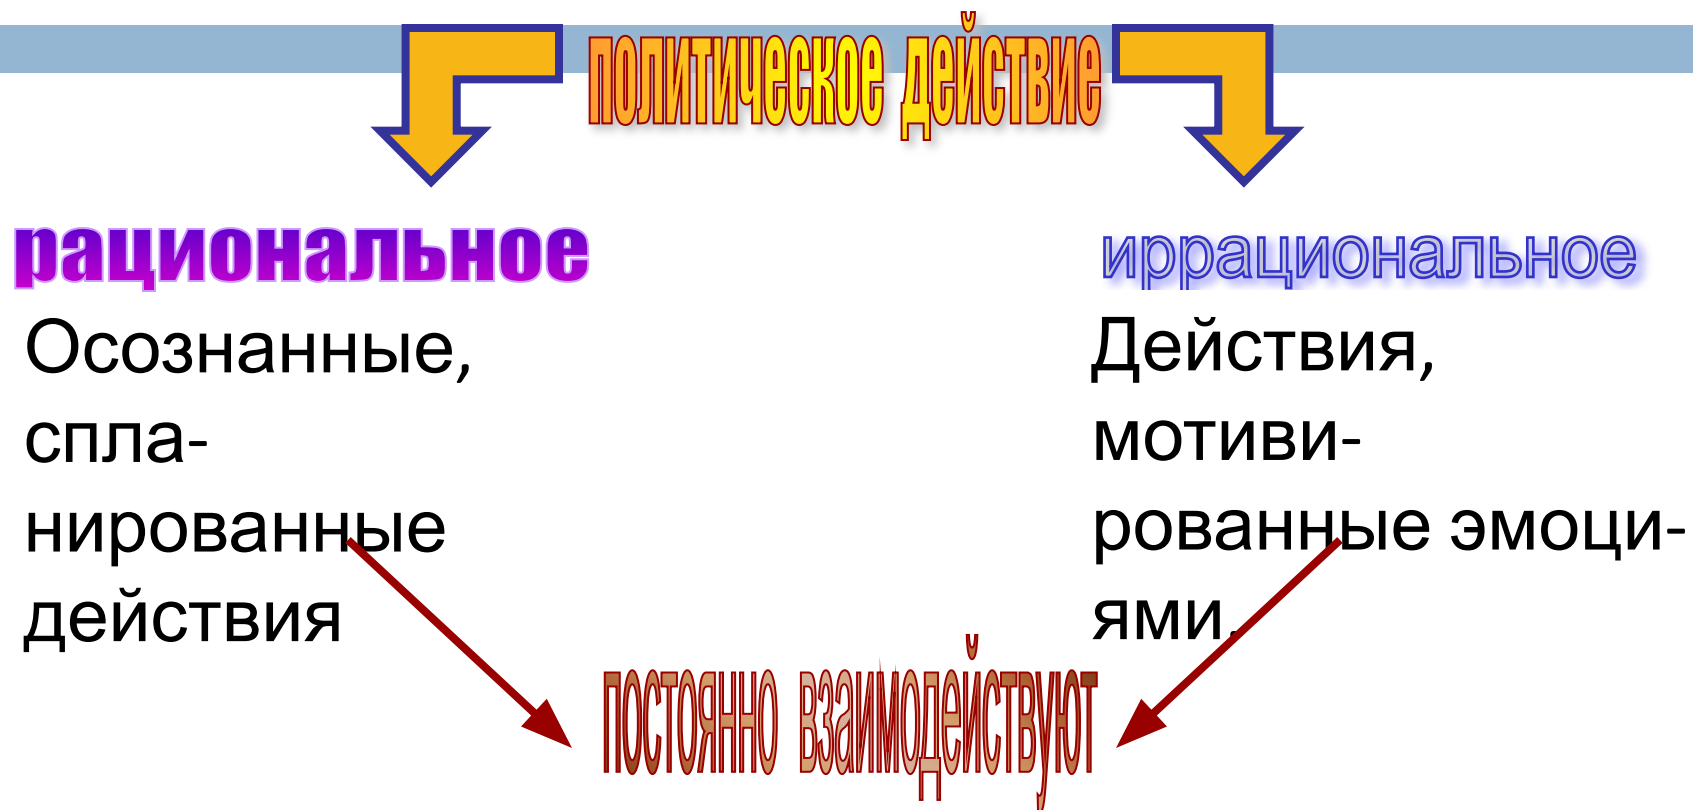 политическое действие
рациональное
Осознанные,
спла-
нированные
действия
иррациональное
Действия,
мотиви-
рованные эмоци-
ями.
постоянно взаимодействуют